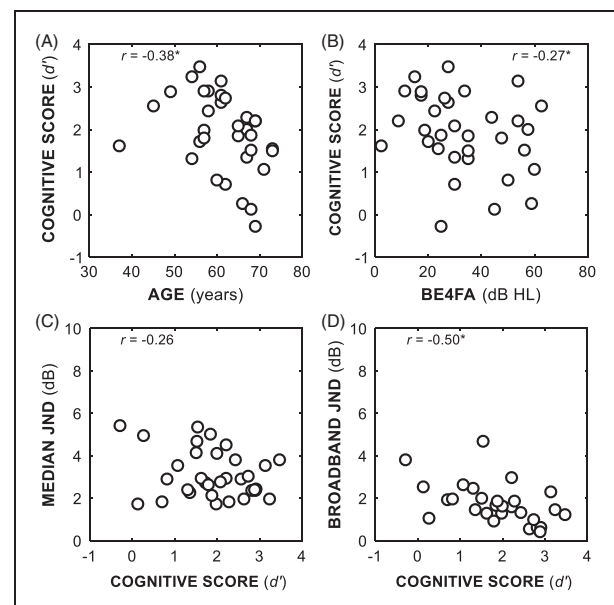 (A)
r = -0.38*
COGNITIVE SCORE (d')
4
3
2
1
0
-1
30 40 50 60 70 80
AGE (years)
(B)
r = -0.27*
COGNITIVE SCORE (d')
4
3
2
1
0
-1
0 20 40 60 80
BE4FA (dB HL)
(C)
r = -0.26
MEDIAN JND (dB)
10
8
6
4
2
0
-1 0 1 2 3 4
COGNITIVE SCORE (d')
(D)
r = -0.50*
BROADBAND JND (dB)
10
8
6
4
2
0
-1 0 1 2 3 4
COGNITIVE SCORE (d')